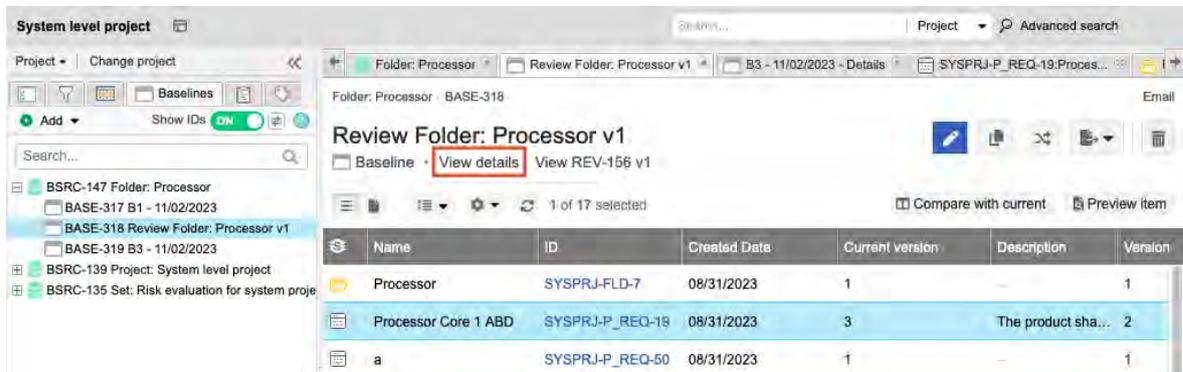 System level project
Search... Project Advanced search
Project Change project
Folder: Processor Review Folder: Processor v1 B3 - 11/02/2023 - Details SYSPRJ-P_REQ-19:Proces...
Baselines
Add Show IDs ON
Search...
BSRC-147 Folder: Processor
BASE-317 B1 - 11/02/2023
BASE-318 Review Folder: Processor v1
BASE-319 B3 - 11/02/2023
BSRC-139 Project: System level project
BSRC-135 Set: Risk evaluation for system proje
Folder: Processor BASE-318 Email
Review Folder: Processor v1
Baseline • View details View REV-156 v1
1 of 17 selected Compare with current Preview item
Name ID Created Date Current version Description Version
Processor SYSPRJ-FLD-7 08/31/2023 1 1
Processor Core 1 ABD SYSPRJ-P_REQ-19 08/31/2023 3 The product sha... 2
a SYSPRJ-P_REQ-50 08/31/2023 1 1